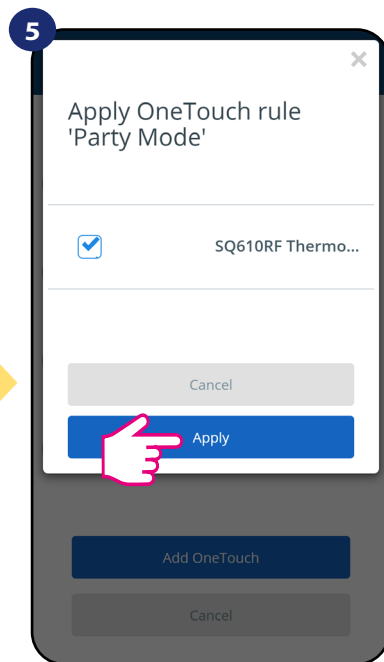 5
×
Apply OneTouch rule
'Party Mode'
SQ610RF Thermo...
Cancel
Apply
Add OneTouch
Cancel